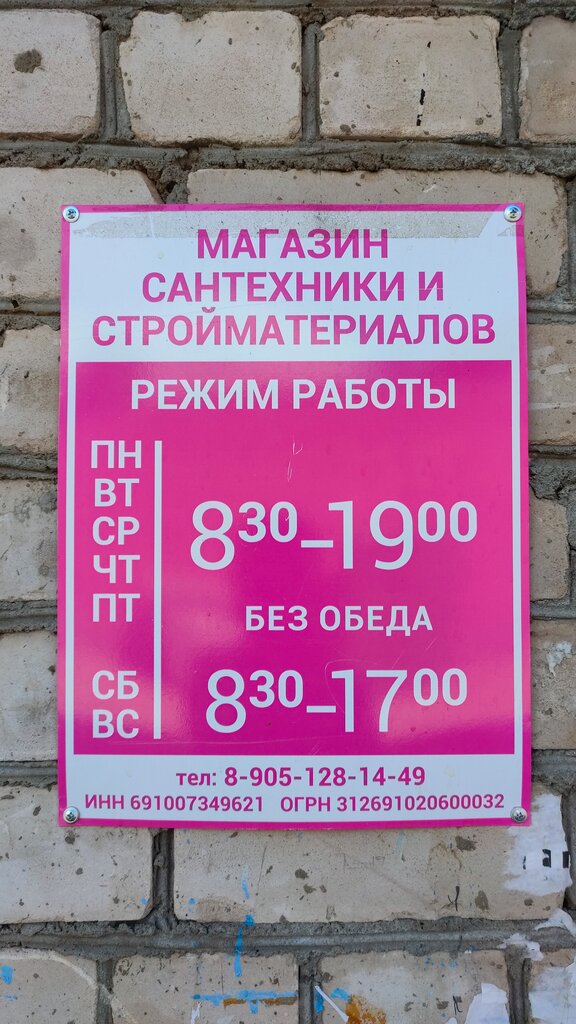 МАГАЗИН
САНТЕХНИКИ И
СТРОЙМАТЕРИАЛОВ
РЕЖИМ РАБОТЫ
ПН
ВТ
СР
ЧТ
ПТ
8³⁰–19⁰⁰
БЕЗ ОБЕДА
СБ
ВС
8³⁰–17⁰⁰
тел: 8-905-128-14-49
ИНН 691007349621 ОГРН 312691020600032